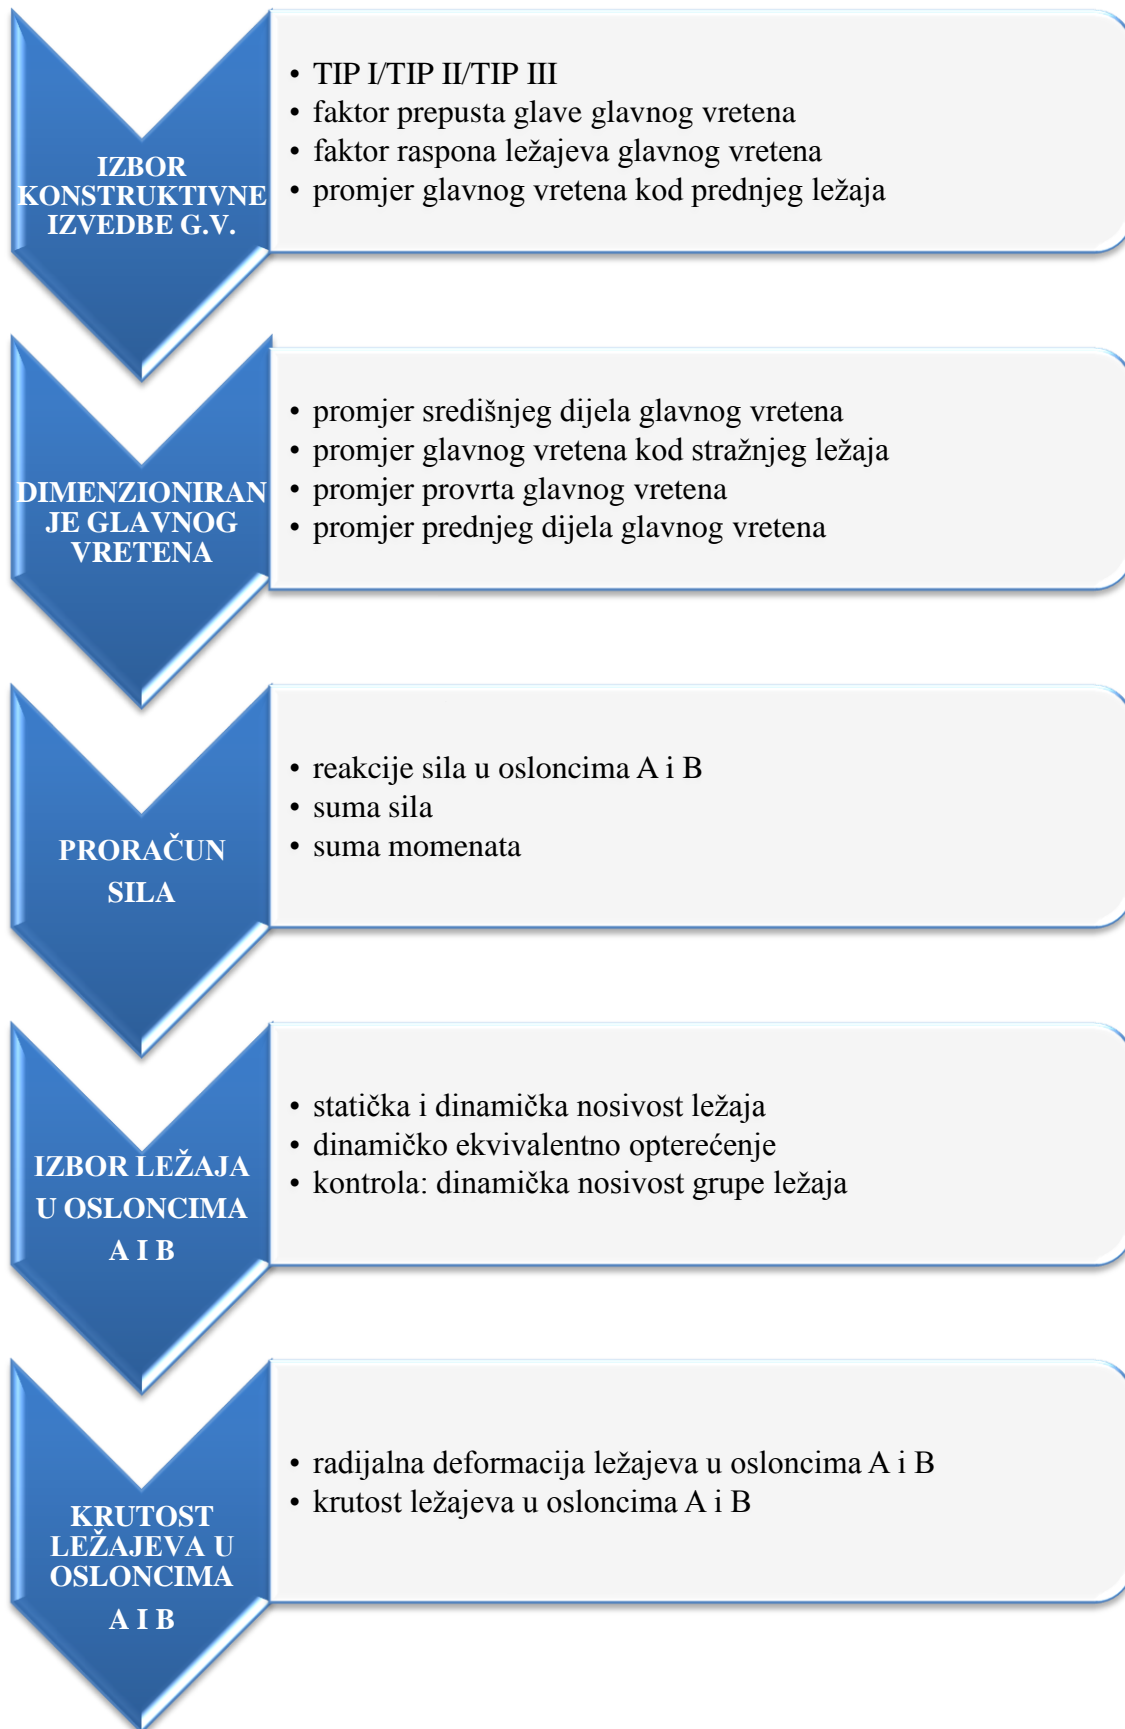 IZBOR
KONSTRUKTIVNE
IZVEDBE G.V.
• TIP I/TIP II/TIP III
• faktor prepusta glave glavnog vretena
• faktor raspona ležajeva glavnog vretena
• promjer glavnog vretena kod prednjeg ležaja
DIMENZIONIRAN
JE GLAVNOG
VRETENA
• promjer središnjeg dijela glavnog vretena
• promjer glavnog vretena kod stražnjeg ležaja
• promjer provrta glavnog vretena
• promjer prednjeg dijela glavnog vretena
PRORAČUN
SILA
• reakcije sila u osloncima A i B
• suma sila
• suma momenata
IZBOR LEŽAJA
U OSLONCIMA
A I B
• statička i dinamička nosivost ležaja
• dinamičko ekvivalentno opterećenje
• kontrola: dinamička nosivost grupe ležaja
KRUTOST
LEŽAJEVA U
OSLONCIMA
A I B
• radijalna deformacija ležajeva u osloncima A i B
• krutost ležajeva u osloncima A i B